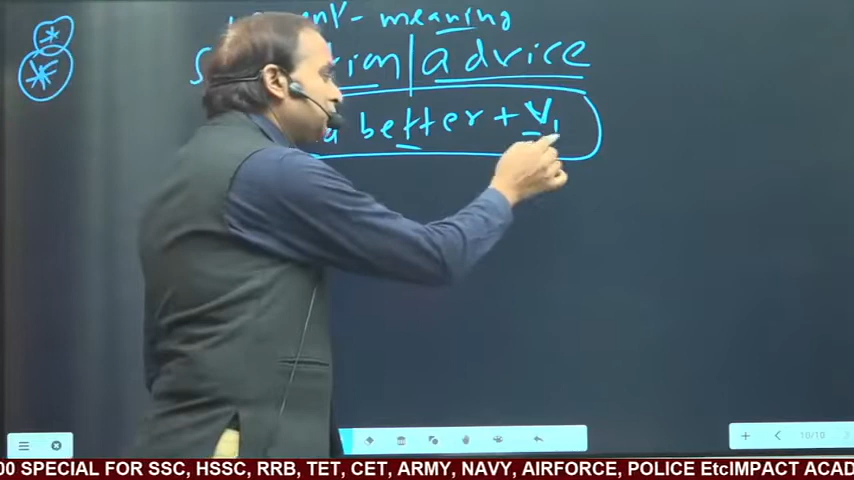 meaning
advice
better + V1
10/10
00 SPECIAL FOR SSC, HSSC, RRB, TET, CET, ARMY, NAVY, AIRFORCE, POLICE EtcIMPACT ACAD